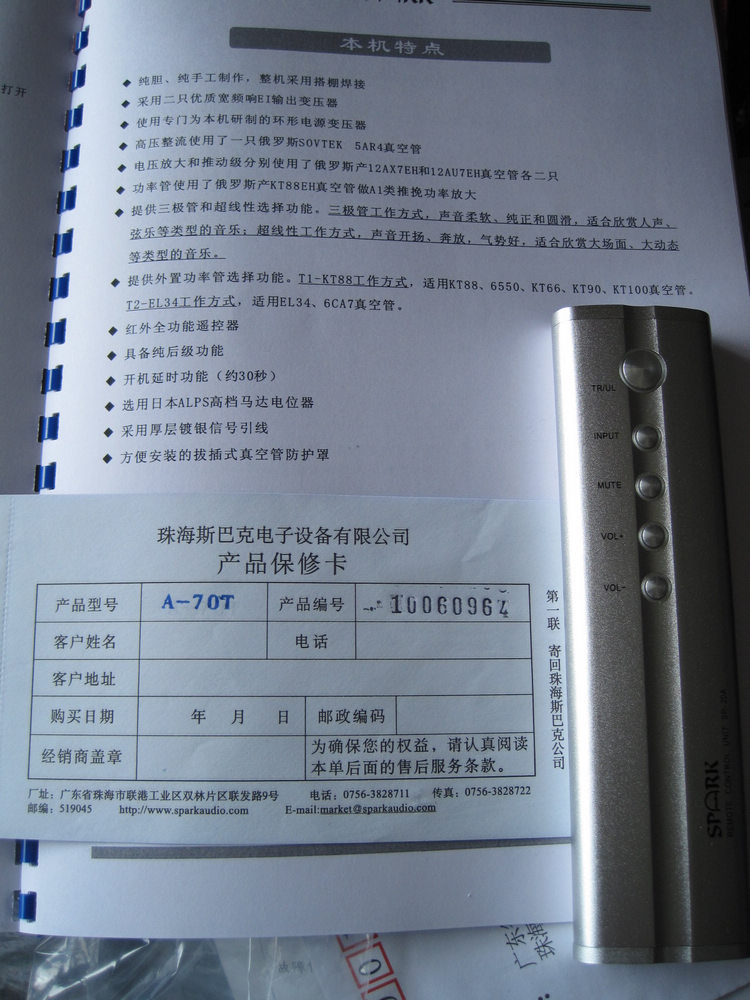 打开
本机特点
◆ 纯胆、纯手工制作，整机采用搭棚焊接
◆ 采用二只优质宽频响EI输出变压器
◆ 使用专门为本机研制的环形电源变压器
◆ 高压整流使用了一只俄罗斯SOVTEK 5AR4真空管
◆ 电压放大和推动级分别使用了俄罗斯产12AX7EH和12AU7EH真空管各二只
◆ 功率管使用了俄罗斯产KT88EH真空管做A1类推挽功率放大
◆ 提供三极管和超线性选择功能。三极管工作方式，声音柔软、纯正和圆滑，适合欣赏人声、
弦乐等类型的音乐；超线性工作方式，声音开扬、奔放，气势好，适合欣赏大场面、大动态
等类型的音乐。
◆ 提供外置功率管选择功能。T1-KT88工作方式，适用KT88、6550、KT66、KT90、KT100真空管。
T2-EL34工作方式，适用EL34、6CA7真空管。
◆ 红外全功能遥控器
◆ 具备纯后级功能
◆ 开机延时功能（约30秒）
◆ 选用日本ALPS高档马达电位器
◆ 采用厚层镀银信号引线
◆ 方便安装的拔插式真空管防护罩
TR/UL
INPUT
MUTE
VOL+
VOL-
SPARK
REMOTE CONTROL UNIT
珠海斯巴克电子设备有限公司
产品保修卡
产品型号 A-70T 产品编号 10060964
客户姓名 电话
客户地址
购买日期 年 月 日 邮政编码
经销商盖章 为确保您的权益，请认真阅读
本单后面的售后服务条款。
第一联 寄回珠海斯巴克公司
厂址：广东省珠海市联港工业区双林片区联发路9号 电话：0756-3828711 传真：0756-3828722
邮编：519045 http://www.sparkaudio.com E-mail:market@sparkaudio.com
广东
珠海